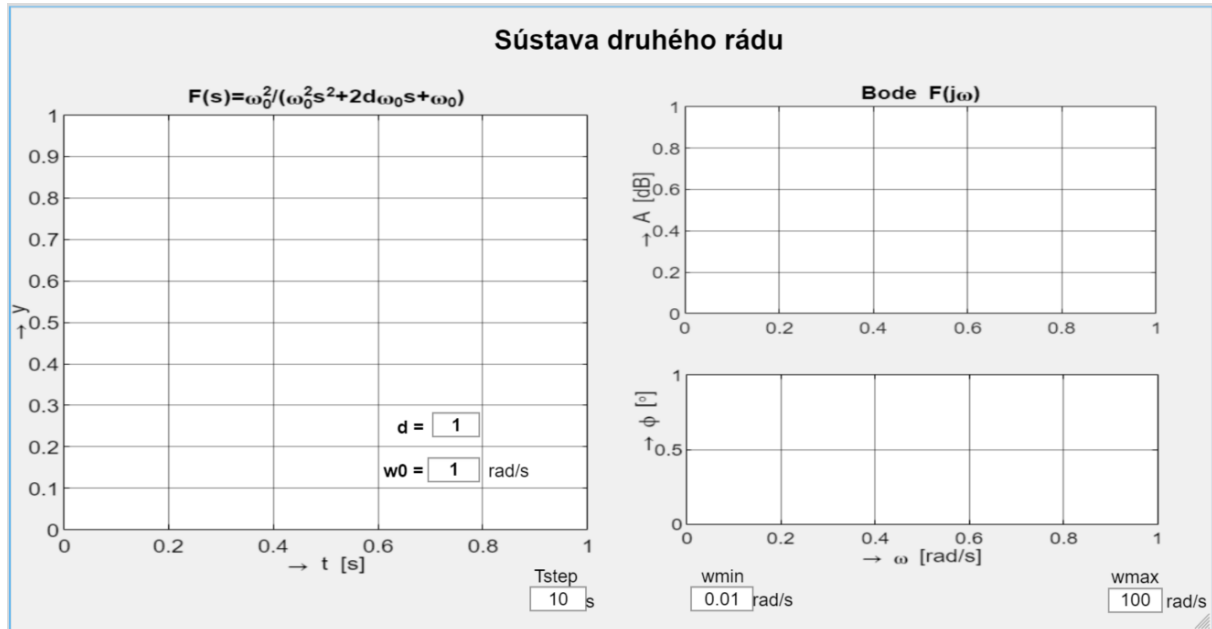 Sústava druhého rádu
F(s)=ω₀²/(ω₀²s²+2dω₀s+ω₀)
1
0.9
0.8
0.7
0.6
0.5
0.4
0.3
0.2
0.1
0
→ y
d = 1
w0 = 1 rad/s
0 0.2 0.4 0.6 0.8 1
→ t [s]
Tstep
10 s
Bode F(jω)
1
0.8
0.6
0.4
0.2
0
→ A [dB]
0 0.2 0.4 0.6 0.8 1
1
0.5
0
→ ϕ [°]
0 0.2 0.4 0.6 0.8 1
→ ω [rad/s]
wmin
0.01 rad/s
wmax
100 rad/s